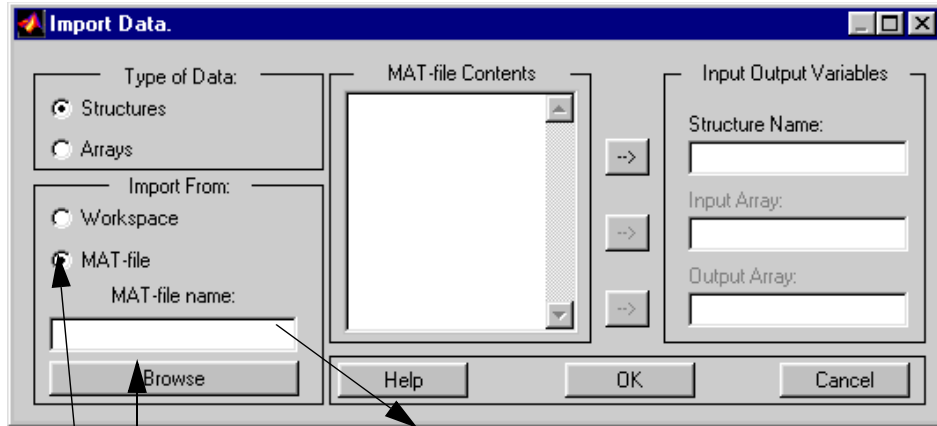 Import Data.
Type of Data:
Structures
Arrays
Import From:
Workspace
MAT-file
MAT-file name:
Browse
MAT-file Contents
-->
-->
-->
Input Output Variables
Structure Name:
Input Array:
Output Array:
Help
OK
Cancel